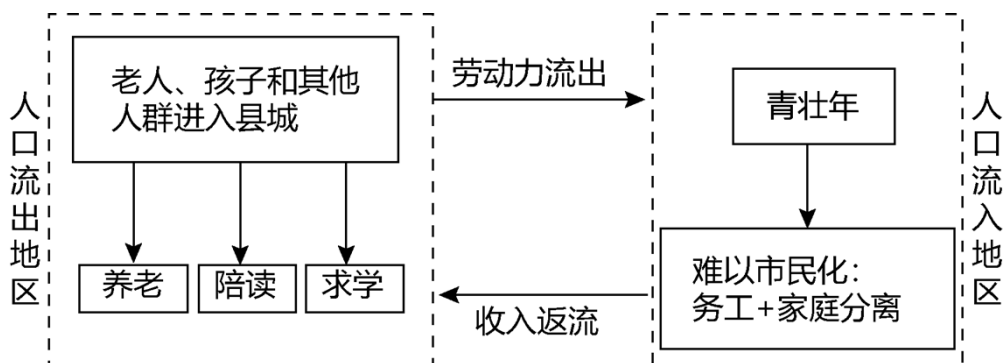 人口流出地区
老人、孩子和其他
人群进入县城
养老
陪读
求学
劳动力流出
收入返流
青壮年
难以市民化:
务工+家庭分离
人口流入地区